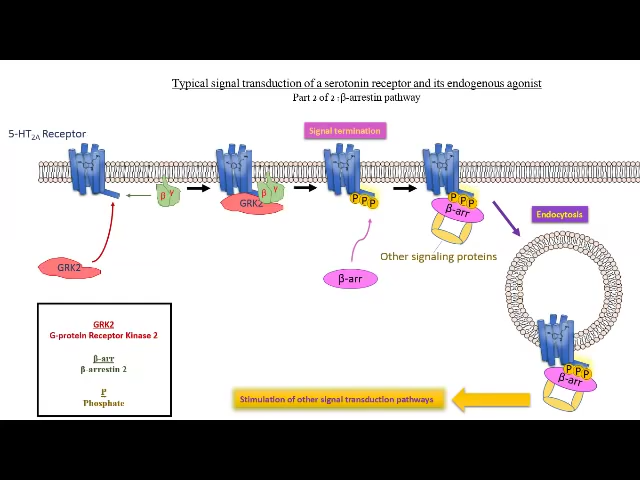 Typical signal transduction of a serotonin receptor and its endogenous agonist
Part 2 of 2 : β-arrestin pathway
5-HT2A Receptor
Signal termination
β γ
GRK2
β γ
GRK2
P P P
β-arr
P P P
β-arr
Other signaling proteins
Endocytosis
P P P
β-arr
GRK2
G-protein Receptor Kinase 2
β-arr
β-arrestin 2
P
Phosphate
Stimulation of other signal transduction pathways